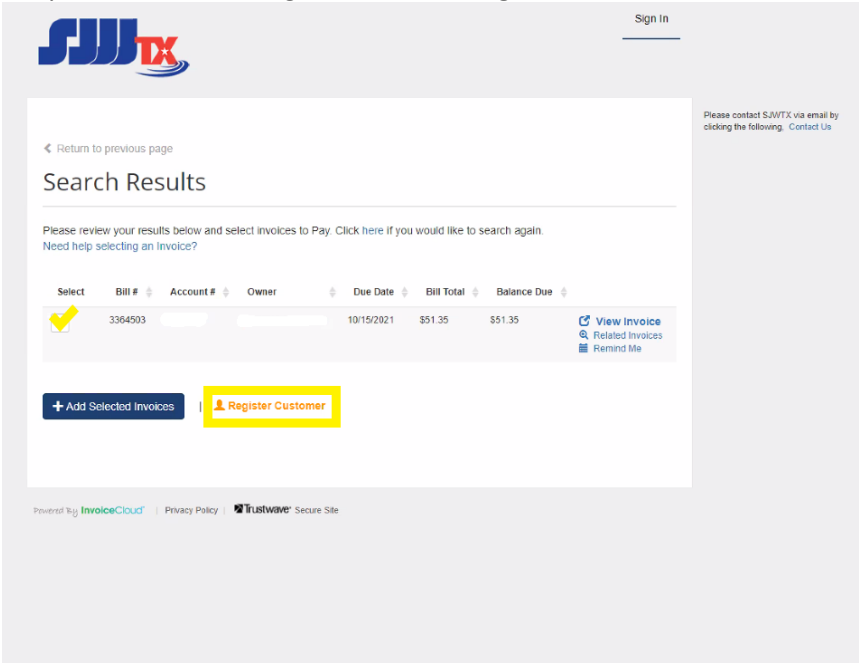 Sign In
SJWTX
Please contact SJWTX via email by
clicking the following, Contact Us
Return to previous page
Search Results
Please review your results below and select invoices to Pay. Click here if you would like to search again.
Need help selecting an Invoice?
Select Bill # Account # Owner Due Date Bill Total Balance Due
3364503 10/15/2021 $51.35 $51.35 View Invoice
Related Invoices
Remind Me
+ Add Selected Invoices | Register Customer
Powered By InvoiceCloud | Privacy Policy | Trustwave Secure Site